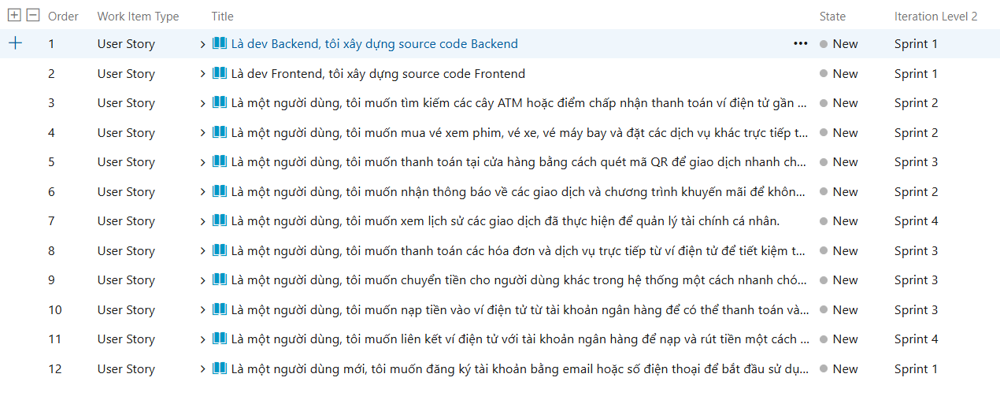 Order Work Item Type Title State Iteration Level 2
1 User Story Là dev Backend, tôi xây dựng source code Backend ••• New Sprint 1
2 User Story Là dev Frontend, tôi xây dựng source code Frontend New Sprint 1
3 User Story Là một người dùng, tôi muốn tìm kiếm các cây ATM hoặc điểm chấp nhận thanh toán ví điện tử gần ... New Sprint 2
4 User Story Là một người dùng, tôi muốn mua vé xem phim, vé xe, vé máy bay và đặt các dịch vụ khác trực tiếp t... New Sprint 2
5 User Story Là một người dùng, tôi muốn thanh toán tại cửa hàng bằng cách quét mã QR để giao dịch nhanh ch... New Sprint 3
6 User Story Là một người dùng, tôi muốn nhận thông báo về các giao dịch và chương trình khuyến mãi để khôn... New Sprint 2
7 User Story Là một người dùng, tôi muốn xem lịch sử các giao dịch đã thực hiện để quản lý tài chính cá nhân. New Sprint 4
8 User Story Là một người dùng, tôi muốn thanh toán các hóa đơn và dịch vụ trực tiếp từ ví điện tử để tiết kiệm t... New Sprint 3
9 User Story Là một người dùng, tôi muốn chuyển tiền cho người dùng khác trong hệ thống một cách nhanh chó... New Sprint 3
10 User Story Là một người dùng, tôi muốn nạp tiền vào ví điện tử từ tài khoản ngân hàng để có thể thanh toán và... New Sprint 3
11 User Story Là một người dùng, tôi muốn liên kết ví điện tử với tài khoản ngân hàng để nạp và rút tiền một cách ... New Sprint 4
12 User Story Là một người dùng mới, tôi muốn đăng ký tài khoản bằng email hoặc số điện thoại để bắt đầu sử dụ... New Sprint 1